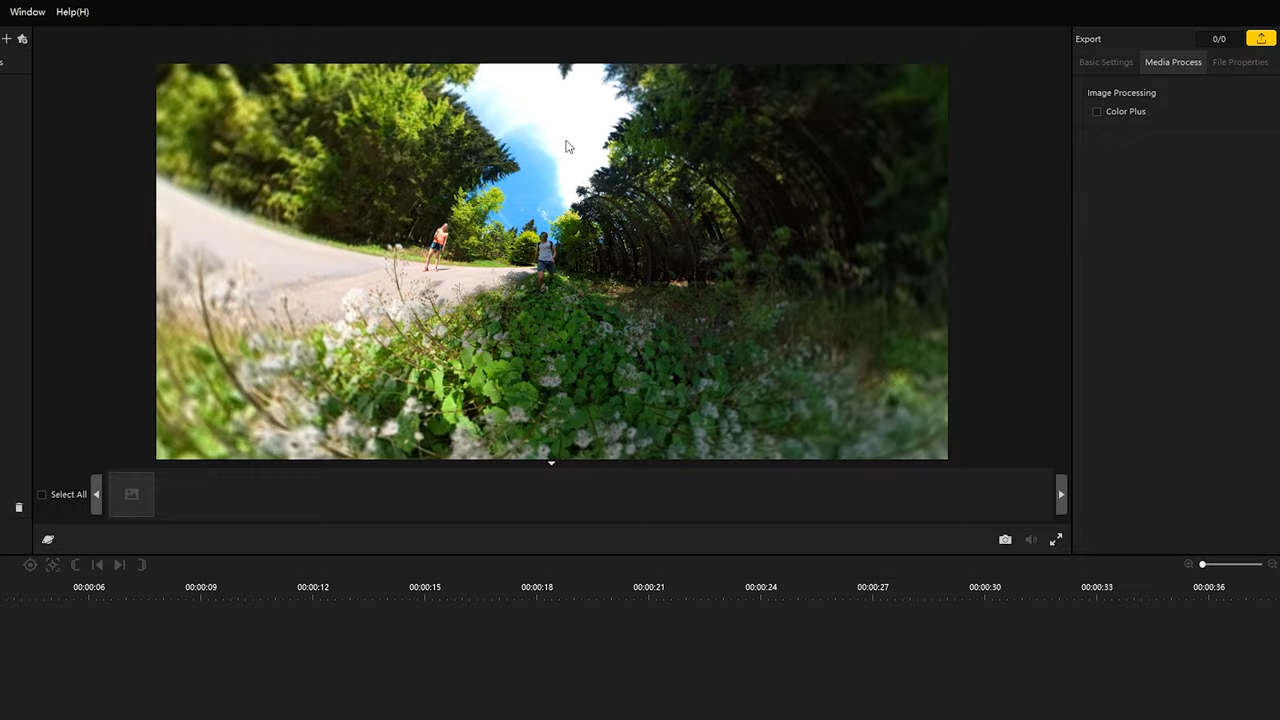 Window Help(H)
s
Export 0/0
Basic Settings Media Process File Properties
Image Processing
Color Plus
Select All
00:00:06 00:00:09 00:00:12 00:00:15 00:00:18 00:00:21 00:00:24 00:00:27 00:00:30 00:00:33 00:00:36